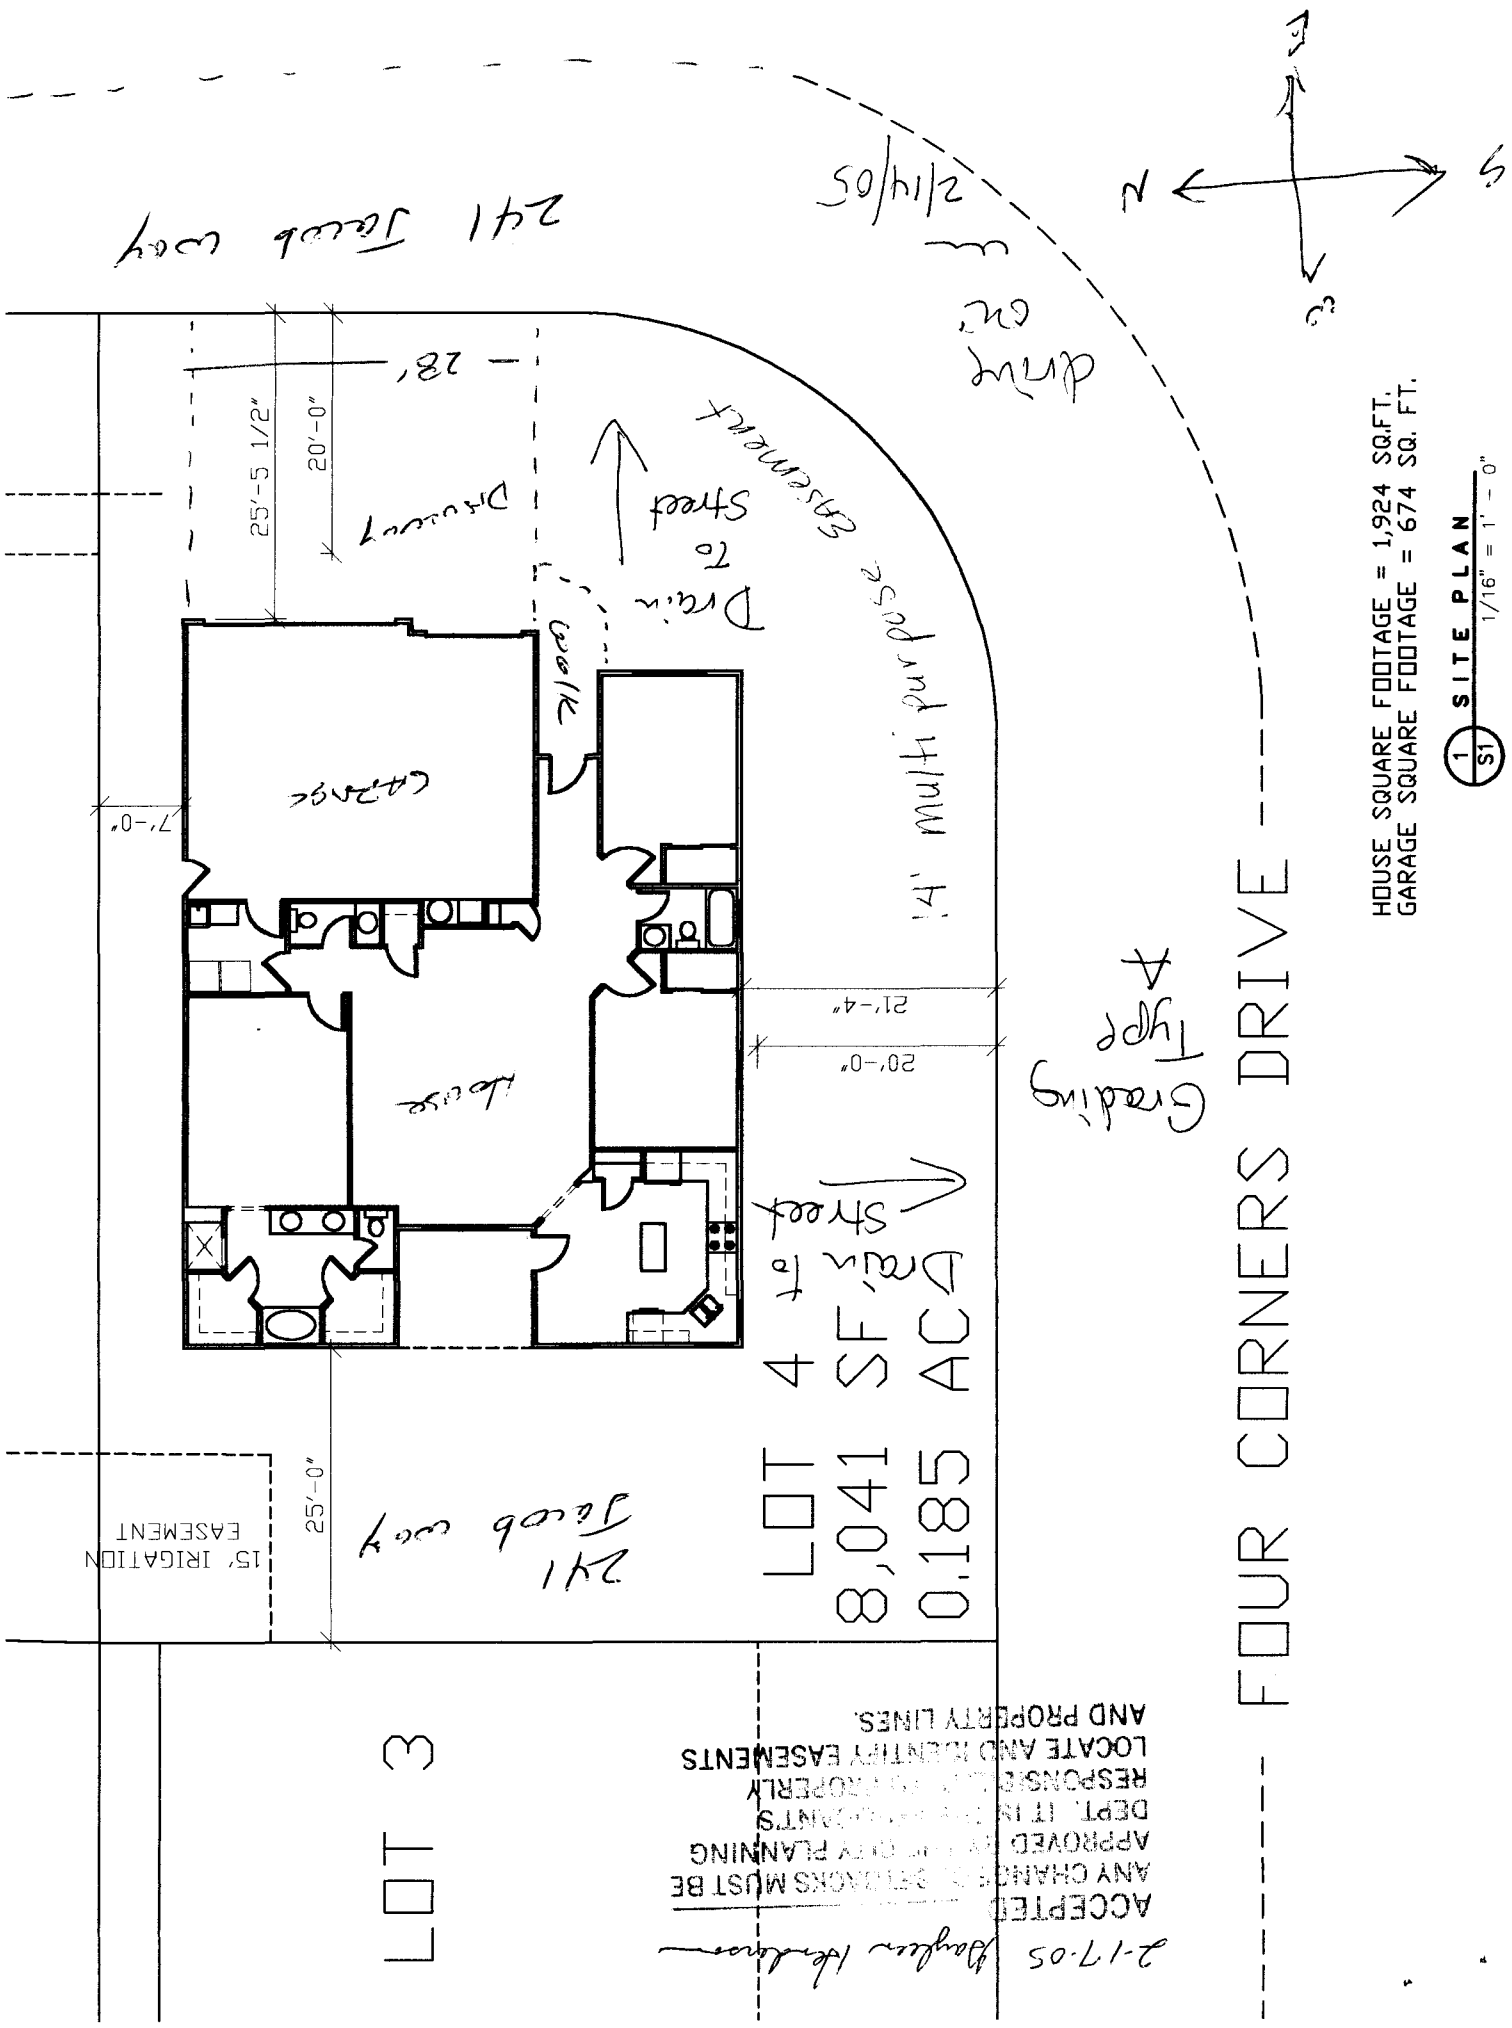 E
N
S
W
241 Jacob way
2/14/05
drive
ok
28'
25'-5 1/2"
20'-0"
Driveway
Drain
To
Street
walk
14' multi purpose Easement
GARAGE
7'-0"
21'-4"
20'-0"
House
Grading
Type
A
Drain
to
Street
25'-0"
15' IRIGATION
EASEMENT
241
Jacob way
LOT 4
8,041 SF
0.185 AC
LOT 3
FOUR CORNERS DRIVE
HOUSE SQUARE FOOTAGE = 1,924 SQ.FT.
GARAGE SQUARE FOOTAGE = 674 SQ. FT.
1
S1
SITE PLAN
1/16" = 1' - 0"
2-17-05 Gayleen Henderson
ACCEPTED
ANY CHANGE OF SETBACKS MUST BE
APPROVED BY THE CITY PLANNING
DEPT. IT IS THE APPLICANT'S
RESPONSIBILITY TO PROPERLY
LOCATE AND IDENTIFY EASEMENTS
AND PROPERTY LINES.